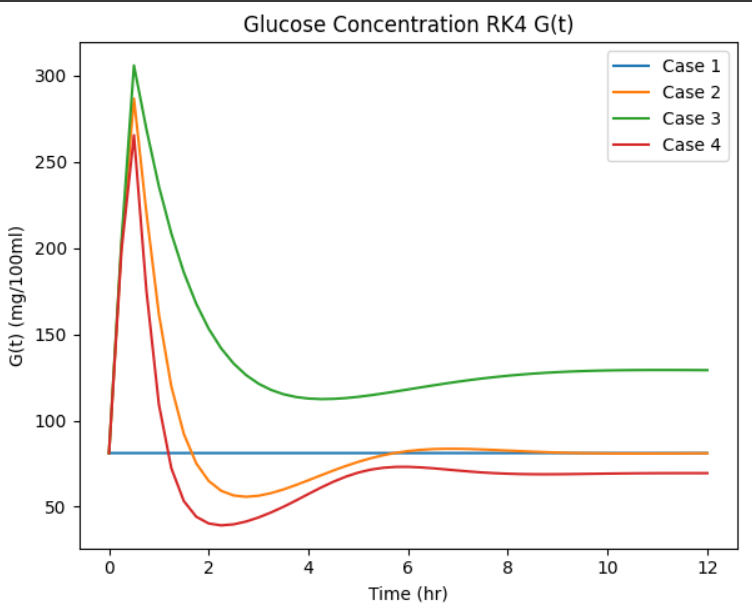 Glucose Concentration RK4 G(t)
Case 1
Case 2
Case 3
Case 4
G(t) (mg/100ml)
300
250
200
150
100
50
0 2 4 6 8 10 12
Time (hr)